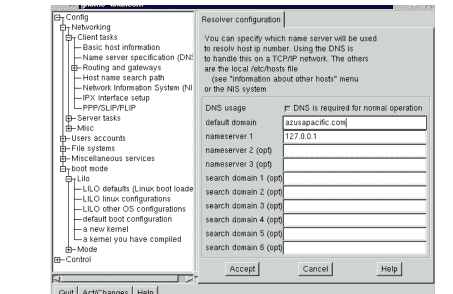 Config
Networking
Client tasks
Basic host information
Name server specification (DNS
Routing and gateways
Host name search path
Network Information System (NI
IPX interface setup
PPP/SLIP/PLIP
Server tasks
Misc
Users accounts
File systems
Miscellaneous services
boot mode
Lilo
LILO defaults (Linux boot loade
LILO linux configurations
LILO other OS configurations
default boot configuration
a new kernel
a kernel you have compiled
Mode
Control
Resolver configuration
You can specify which name server will be used
to resolv host ip number. Using the DNS is
to handle this on a TCP/IP network. The others
are the local /etc/hosts file
(see "information about other hosts" menu
or the NIS system
DNS usage DNS is required for normal operation
default domain azusapacific.com
nameserver 1 127.0.0.1
nameserver 2 (opt)
nameserver 3 (opt)
search domain 1 (opt)
search domain 2 (opt)
search domain 3 (opt)
search domain 4 (opt)
search domain 5 (opt)
search domain 6 (opt)
Accept Cancel Help
Quit Act/Changes Help